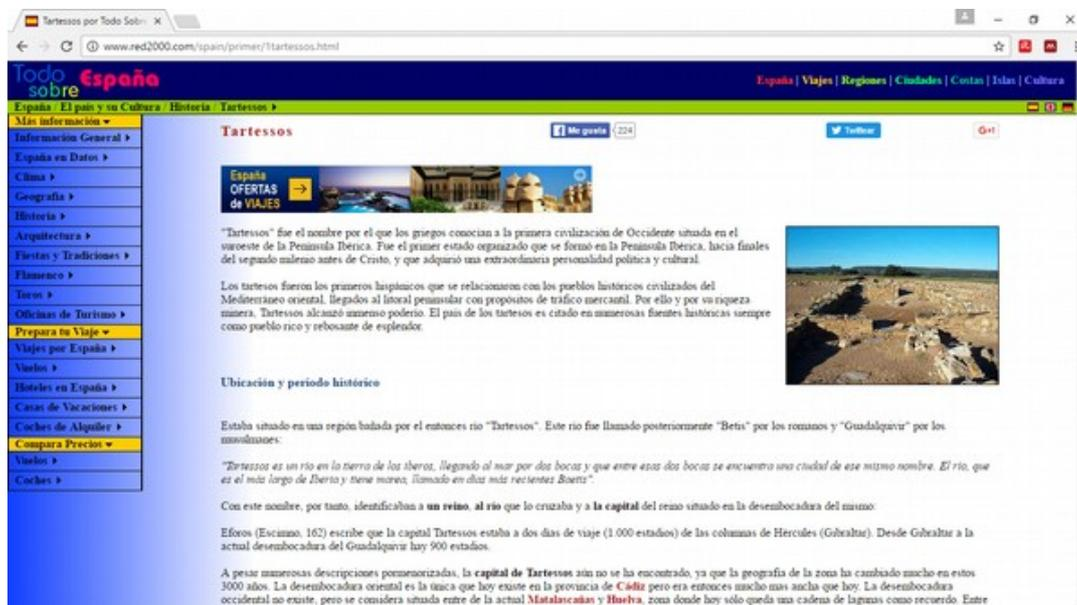 Tartessos por Todo Sobr
www.red2000.com/spain/primer/1tartessos.html
Todo sobre España
España | Viajes | Regiones | Ciudades | Costas | Islas | Cultura
España / El país y su Cultura / Historia / Tartessos
Más información
Información General
España en Datos
Clima
Geografía
Historia
Arquitectura
Fiestas y Tradiciones
Flamenco
Toros
Oficinas de Turismo
Prepara tu Viaje
Viajes por España
Vuelos
Hoteles en España
Casas de Vacaciones
Coches de Alquiler
Compara Precios
Vuelos
Coches
Tartessos
Me gusta 224
Twittear
G+1
España
OFERTAS
de VIAJES
"Tartessos" fue el nombre por el que los griegos conocían a la primera civilización de Occidente situada en el
suroeste de la Península Ibérica. Fue el primer estado organizado que se formó en la Península Ibérica, hacia finales
del segundo milenio antes de Cristo, y que adquirió una extraordinaria personalidad política y cultural.
Los tartesos fueron los primeros hispánicos que se relacionaron con los pueblos históricos civilizados del
Mediterráneo oriental, llegados al litoral peninsular con propósitos de tráfico mercantil. Por ello y por su riqueza
minera, Tartessos alcanzó inmenso poderío. El país de los tartesos es citado en numerosas fuentes históricas siempre
como pueblo rico y rebosante de esplendor.
Ubicación y periodo histórico
Estaba situado en una región bañada por el entonces río "Tartessos". Este río fue llamado posteriormente "Betis" por los romanos y "Guadalquivir" por los
musulmanes:
"Tartessos es un río en la tierra de los iberos, llegando al mar por dos bocas y que entre esas dos bocas se encuentra una ciudad de ese mismo nombre. El río, que
es el más largo de Iberia y tiene marea, llamado en días más recientes Baetis".
Con este nombre, por tanto, identificaban a un reino, al río que lo cruzaba y a la capital del reino situado en la desembocadura del mismo:
Eforos (Escimno, 162) escribe que la capital Tartessos estaba a dos días de viaje (1.000 estadios) de las columnas de Hércules (Gibraltar). Desde Gibraltar a la
actual desembocadura del Guadalquivir hay 900 estadios.
A pesar numerosas descripciones pormenorizadas, la capital de Tartessos aún no se ha encontrado, ya que la geografía de la zona ha cambiado mucho en estos
3000 años. La desembocadura oriental es la única que hoy existe en la provincia de Cádiz pero era entonces mucho mas ancha que hoy. La desembocadura
occidental no existe, pero se considera situada entre de la actual Matalascañas y Huelva, zona donde hoy sólo queda una cadena de lagunas como recuerdo. Entre